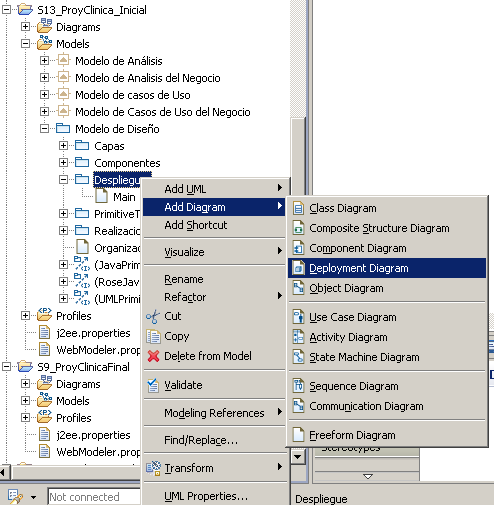 S13_ProyClinica_Inicial
Diagrams
Models
Modelo de Análisis
Modelo de Analisis del Negocio
Modelo de casos de Uso
Modelo de Casos de Uso del Negocio
Modelo de Diseño
Capas
Componentes
Despliegue
Main
PrimitiveT
Realizacio
Organizac
(JavaPrim
(RoseJav
(UMLPrim
Profiles
j2ee.properties
WebModeler.prop
S9_ProyClinicaFinal
Diagrams
Models
Profiles
j2ee.properties
WebModeler.prop
Not connected
Add UML
Add Diagram
Add Shortcut
Visualize
Rename
Refactor
Cut
Copy
Delete from Model
Validate
Modeling References
Find/Replace...
Transform
UML Properties...
Class Diagram
Composite Structure Diagram
Component Diagram
Deployment Diagram
Object Diagram
Use Case Diagram
Activity Diagram
State Machine Diagram
Sequence Diagram
Communication Diagram
Freeform Diagram
Stereotypes
Despliegue